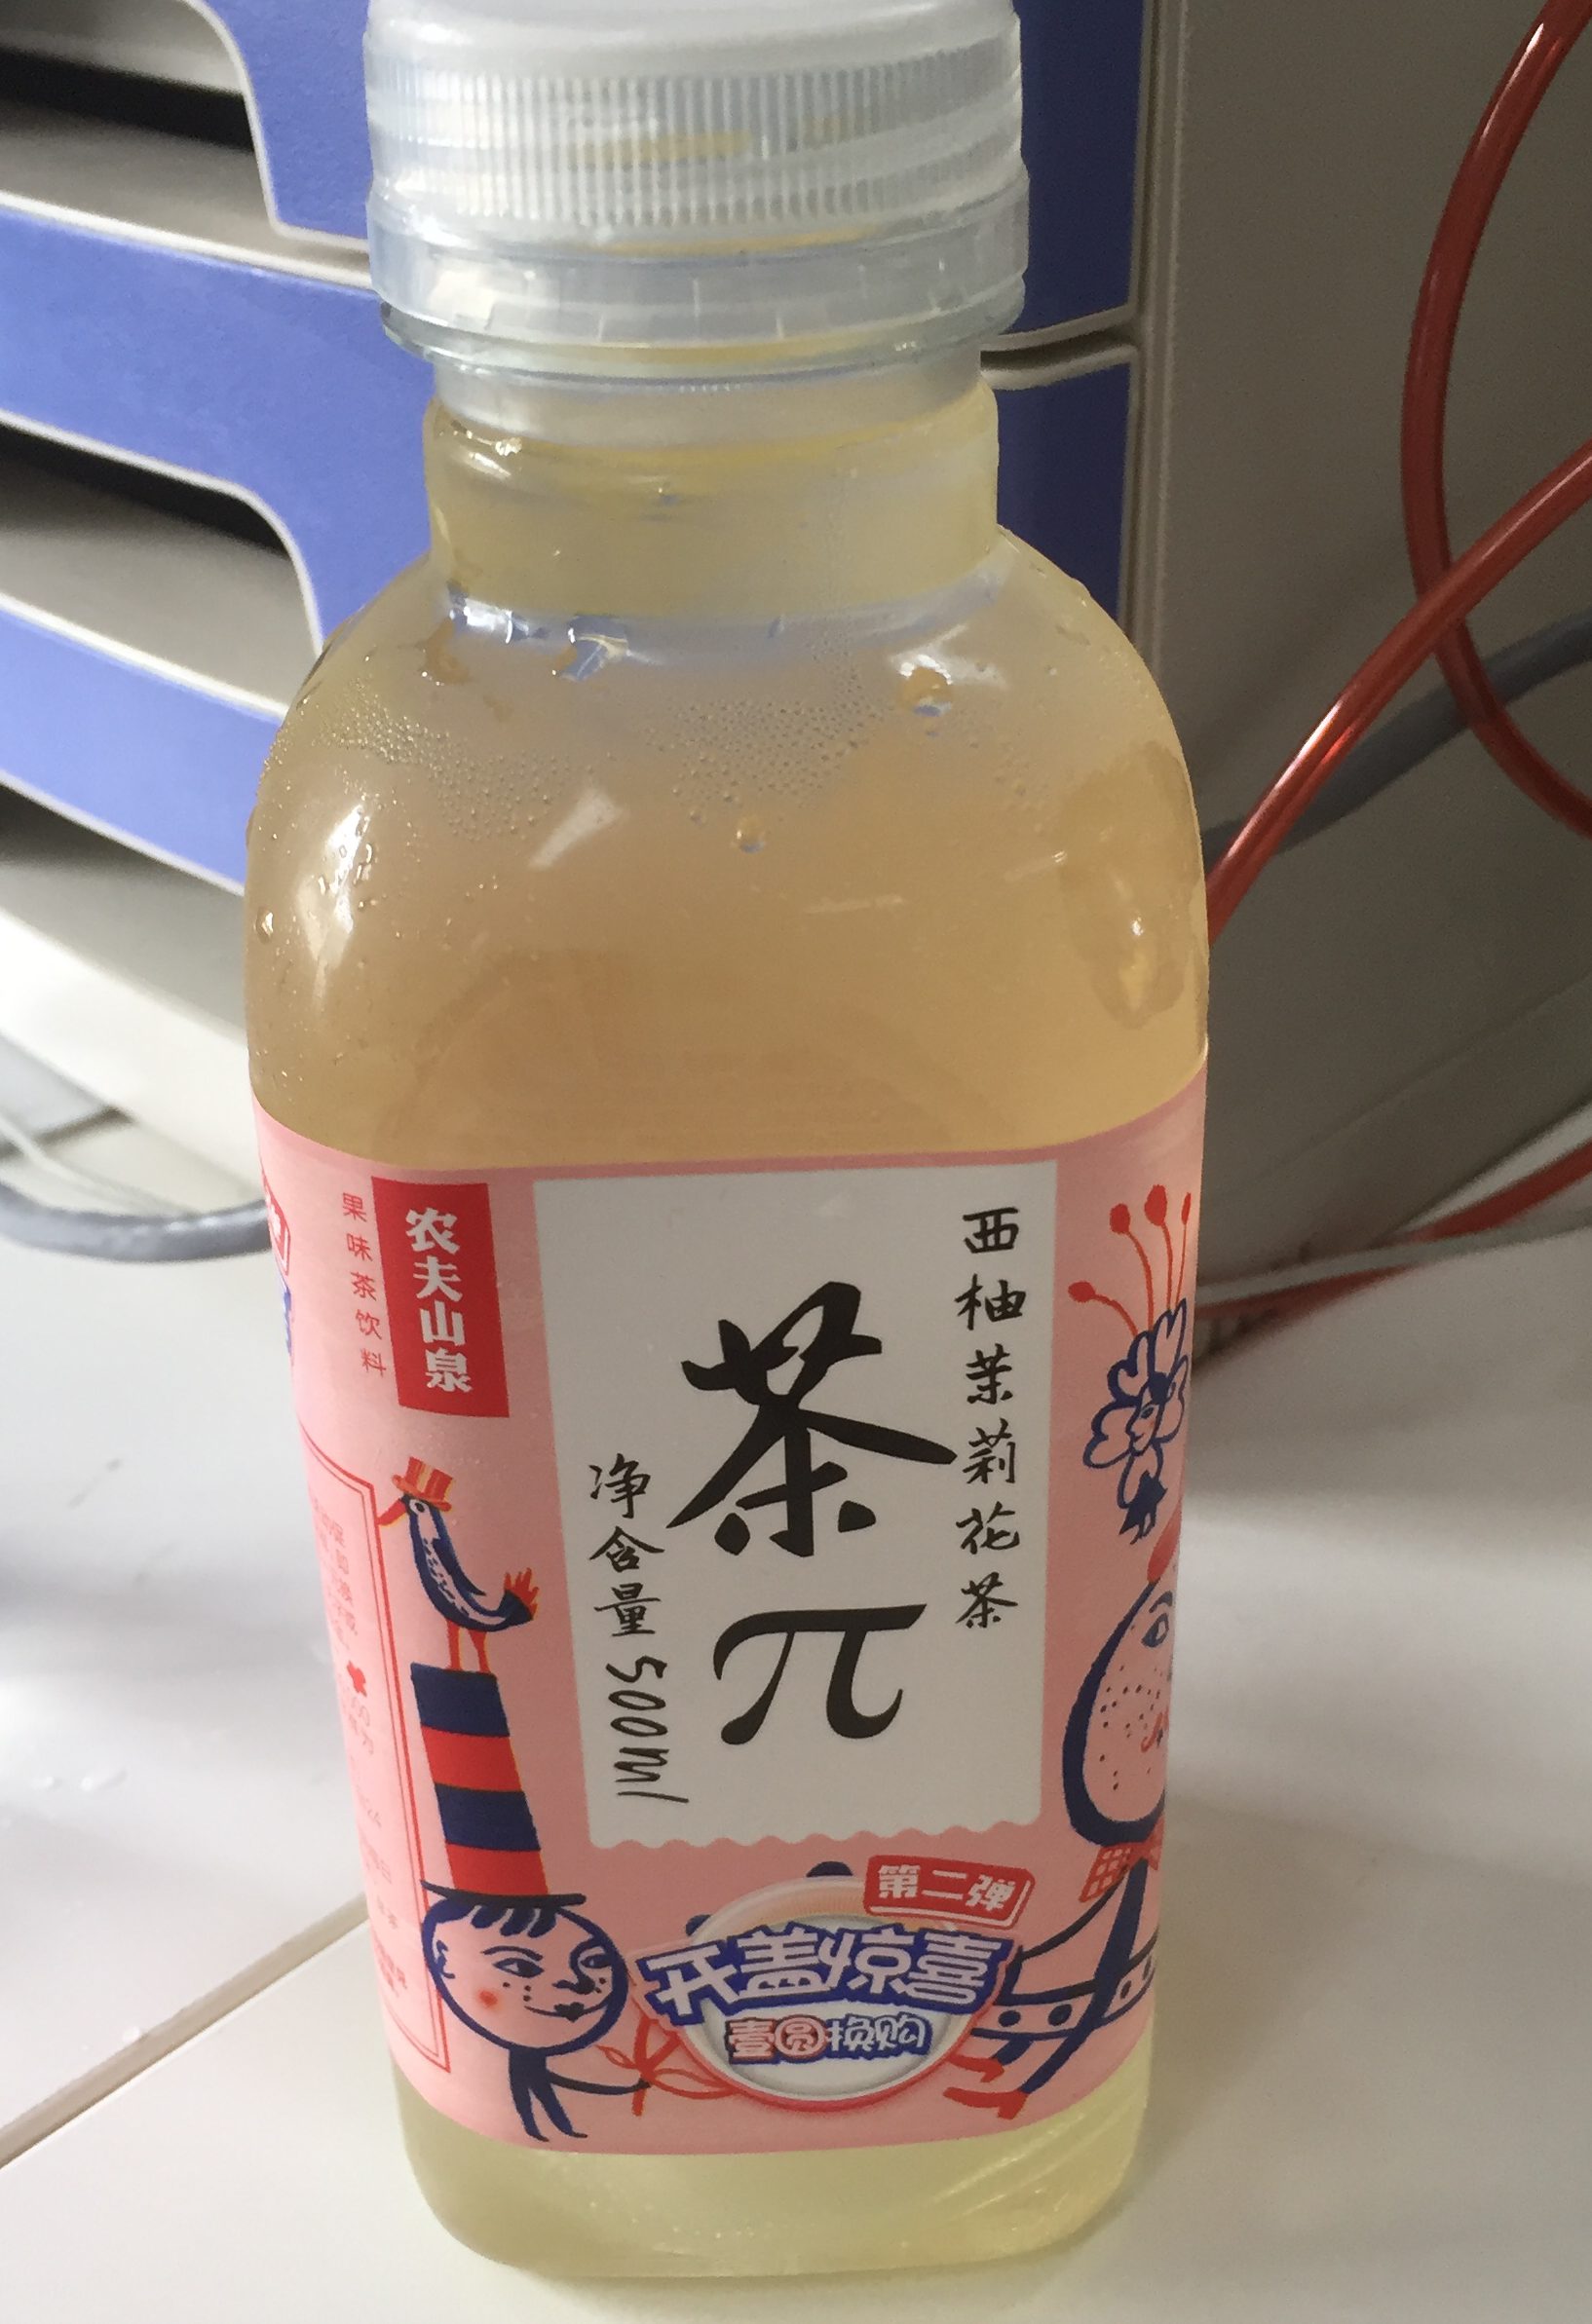 果味茶饮料
农夫山泉
西柚茉莉花茶
茶π
净含量500ml
第二弹
开盖惊喜
壹圆换购